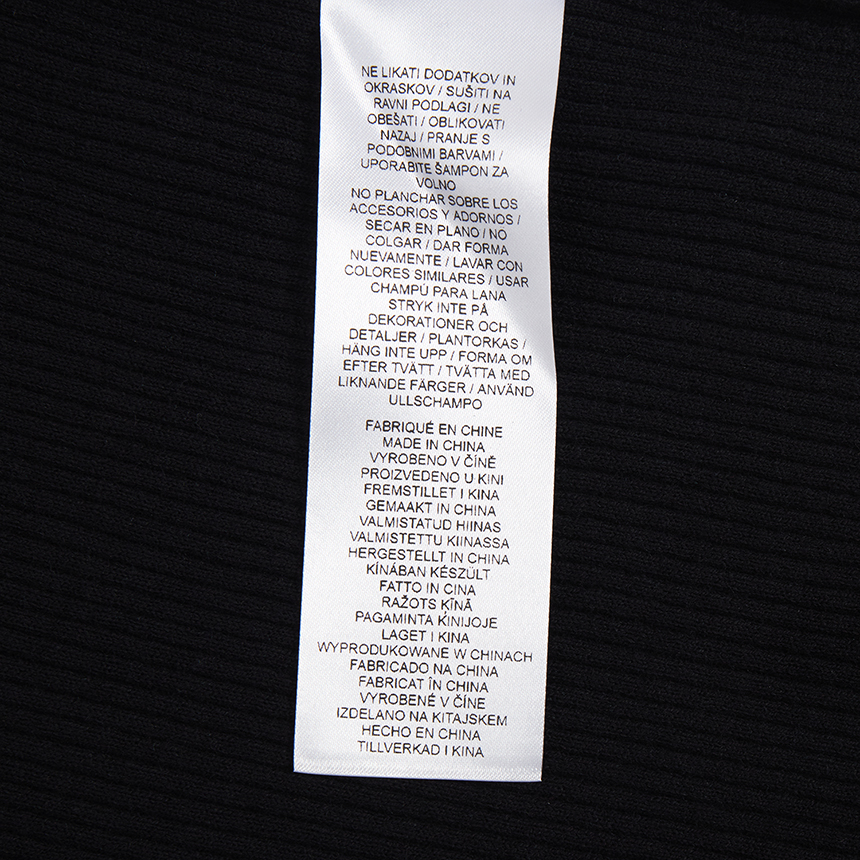 NE LIKATI DODATKOV IN
OKRASKOV / SUŠITI NA
RAVNI PODLAGI / NE
OBEŠATI / OBLIKOVATI
NAZAJ / PRANJE S
PODOBNIMI BARVAMI /
UPORABITE ŠAMPON ZA
VOLNO
NO PLANCHAR SOBRE LOS
ACCESORIOS Y ADORNOS /
SECAR EN PLANO / NO
COLGAR / DAR FORMA
NUEVAMENTE / LAVAR CON
COLORES SIMILARES / USAR
CHAMPÚ PARA LANA
STRYK INTE PÅ
DEKORATIONER OCH
DETALJER / PLANTORKAS /
HÄNG INTE UPP / FORMA OM
EFTER TVÄTT / TVÄTTA MED
LIKNANDE FÄRGER / ANVÄND
ULLSCHAMPO
FABRIQUÉ EN CHINE
MADE IN CHINA
VYROBENO V ČÍNĚ
PROIZVEDENO U KINI
FREMSTILLET I KINA
GEMAAKT IN CHINA
VALMISTATUD HIINAS
VALMISTETTU KIINASSA
HERGESTELLT IN CHINA
KÍNÁBAN KÉSZÜLT
FATTO IN CINA
RAŽOTS ĶĪNĀ
PAGAMINTA ĶINIJOJE
LAGET I KINA
WYPRODUKOWANE W CHINACH
FABRICADO NA CHINA
FABRICAT ÎN CHINA
VYROBENÉ V ČÍNE
IZDELANO NA KITAJSKEM
HECHO EN CHINA
TILLVERKAD I KINA